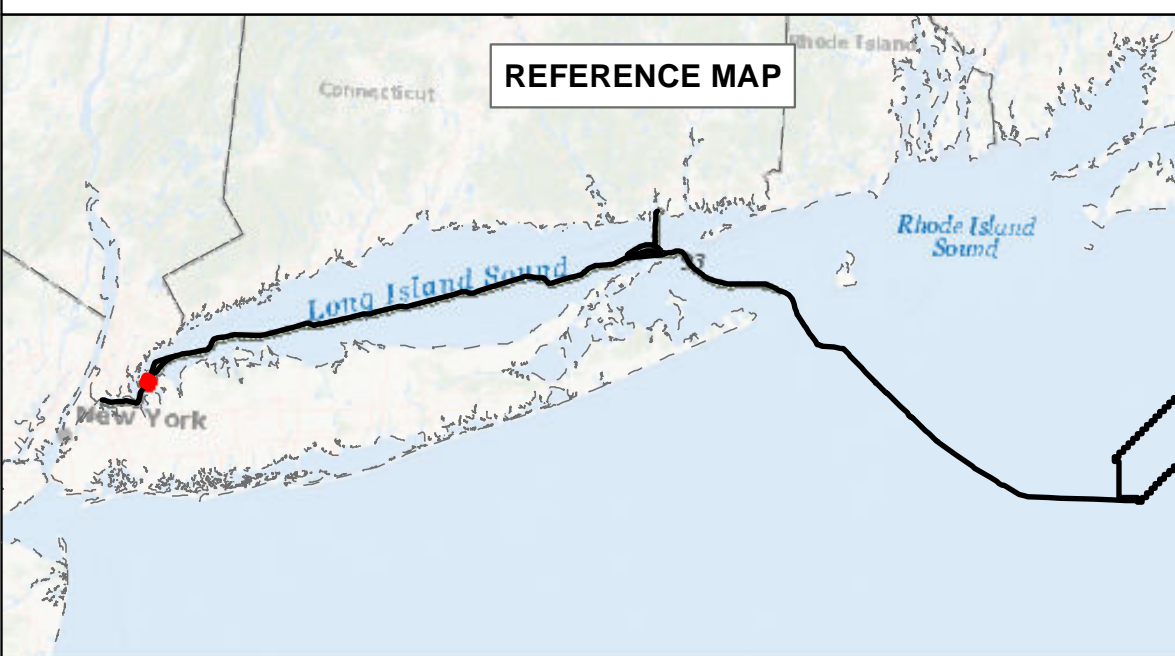 Rhode Island
REFERENCE MAP
Connecticut
Rhode Island
Sound
Long Island Sound
New York